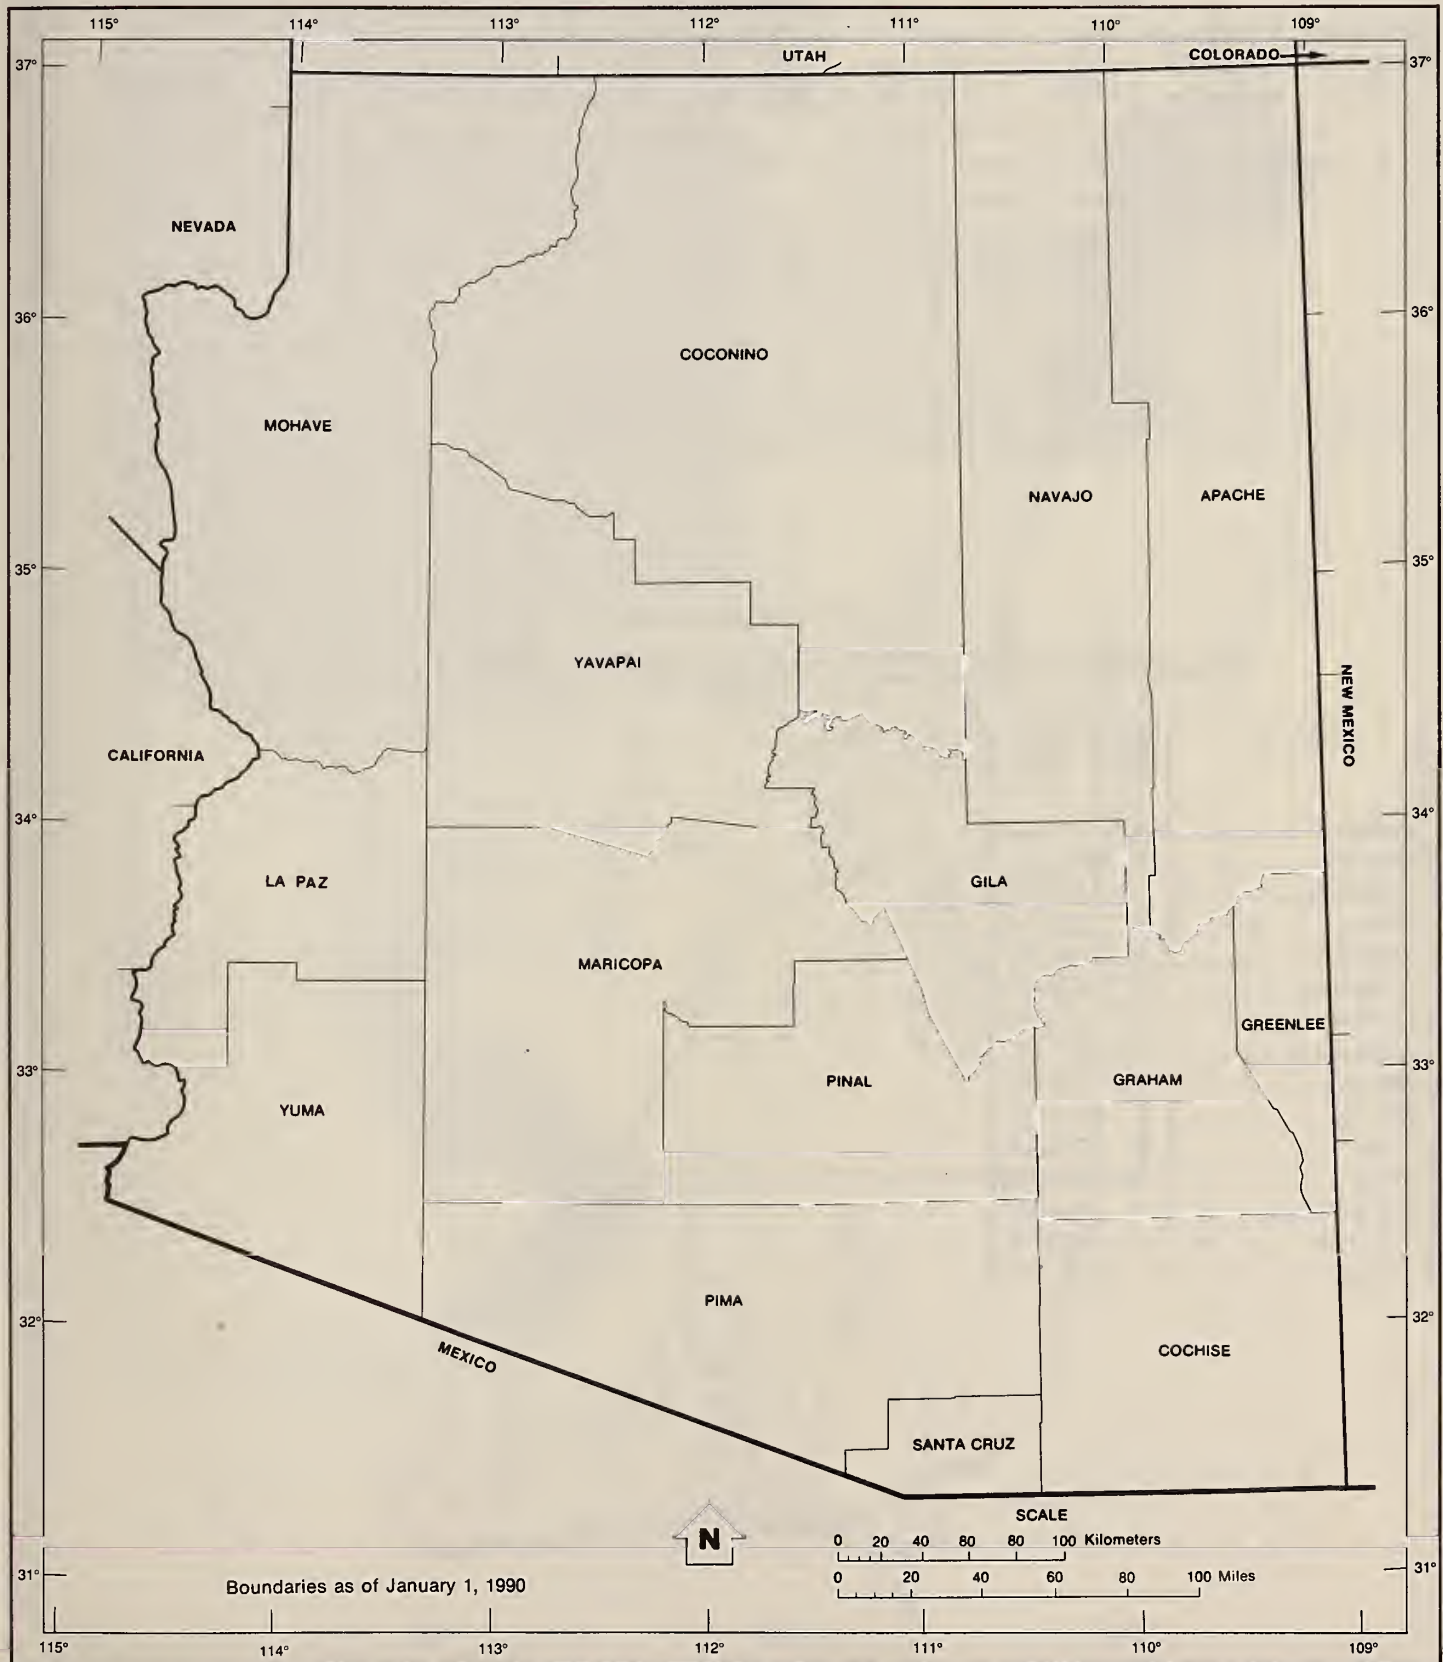 115° 114° 113° 112° 111° 110° 109°
UTAH
COLORADO
37° 37°
NEVADA
36° 36°
COCONINO
MOHAVE
NAVAJO
APACHE
35° 35°
YAVAPAI
NEW MEXICO
CALIFORNIA
34° 34°
LA PAZ
GILA
MARICOPA
GREENLEE
33° 33°
PINAL
GRAHAM
YUMA
PIMA
32° 32°
COCHISE
MEXICO
SANTA CRUZ
SCALE
N
0 20 40 80 80 100 Kilometers
31° 31°
0 20 40 60 80 100 Miles
Boundaries as of January 1, 1990
115° 114° 113° 112° 111° 110° 109°